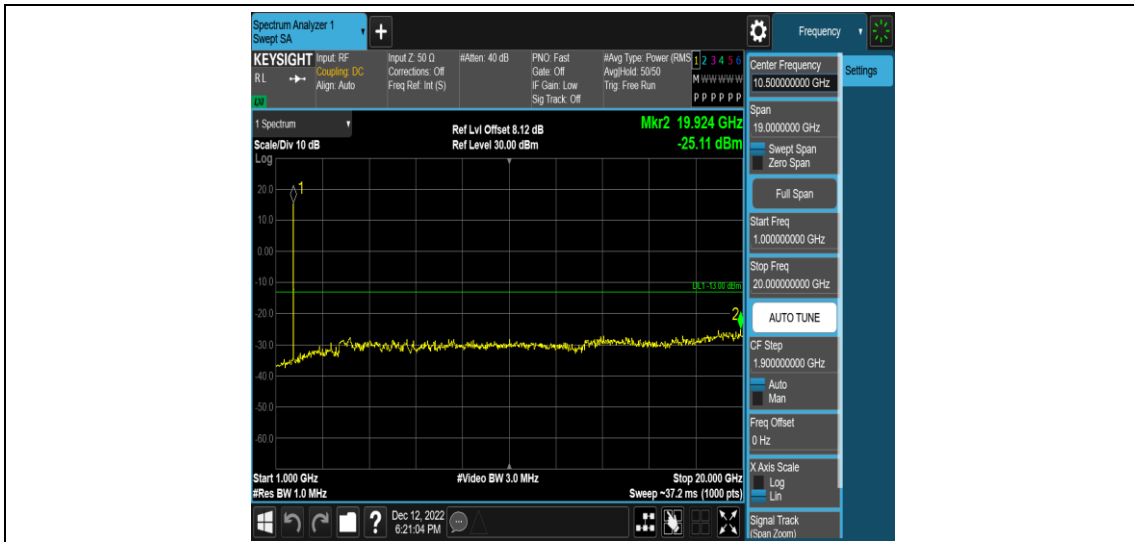 Spectrum Analyzer 1
Swept SA
Frequency
KEYSIGHT
RL
LXI
Input: RF
Coupling: DC
Align: Auto
Input Z: 50 Ω
Corrections: Off
Freq Ref: Int (S)
#Atten: 40 dB
PNO: Fast
Gate: Off
IF Gain: Low
Sig Track: Off
#Avg Type: Power (RMS
Avg|Hold: 50/50
Trig: Free Run
1 2 3 4 5 6
M W W W W W
P P P P P P
1 Spectrum
Scale/Div 10 dB
Log
Ref Lvl Offset 8.12 dB
Ref Level 30.00 dBm
Mkr2 19.924 GHz
-25.11 dBm
20.0
10.0
0.00
-10.0
-20.0
-30.0
-40.0
-50.0
-60.0
1
DL1 -13.00 dBm
2
Start 1.000 GHz
#Res BW 1.0 MHz
#Video BW 3.0 MHz
Stop 20.000 GHz
Sweep ~37.2 ms (1000 pts)
Dec 12, 2022
6:21:04 PM
Center Frequency
10.500000000 GHz
Settings
Span
19.0000000 GHz
Swept Span
Zero Span
Full Span
Start Freq
1.000000000 GHz
Stop Freq
20.000000000 GHz
AUTO TUNE
CF Step
1.900000000 GHz
Auto
Man
Freq Offset
0 Hz
X Axis Scale
Log
Lin
Signal Track
(Span Zoom)